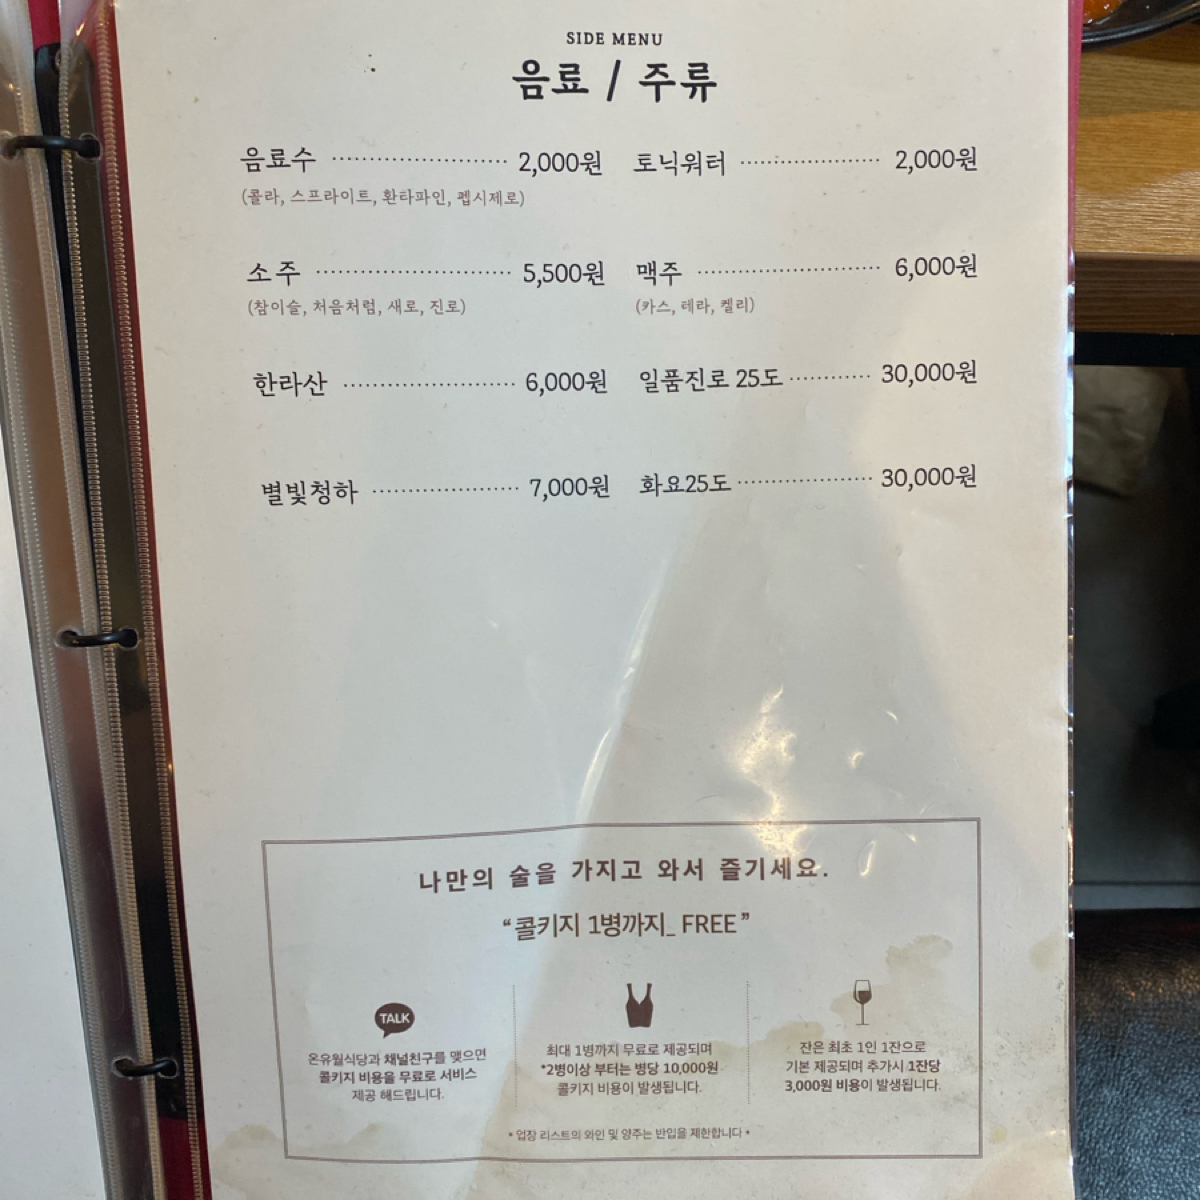 SIDE MENU
음료 / 주류
음료수 2,000원
(콜라, 스프라이트, 환타파인, 펩시제로)
토닉워터 2,000원
소주 5,500원
(참이슬, 처음처럼, 새로, 진로)
맥주 6,000원
(카스, 테라, 켈리)
한라산 6,000원
일품진로 25도 30,000원
별빛청하 7,000원
화요25도 30,000원
나만의 술을 가지고 와서 즐기세요.
“콜키지 1병까지_ FREE”
TALK
온유월식당과 채널친구를 맺으면
콜키지 비용을 무료로 서비스
제공 해드립니다.
최대 1병까지 무료로 제공되며
*2병이상 부터는 병당 10,000원
콜키지 비용이 발생됩니다.
잔은 최초 1인 1잔으로
기본 제공되며 추가시 1잔당
3,000원 비용이 발생됩니다.
* 업장 리스트의 와인 및 양주는 반입을 제한합니다 *